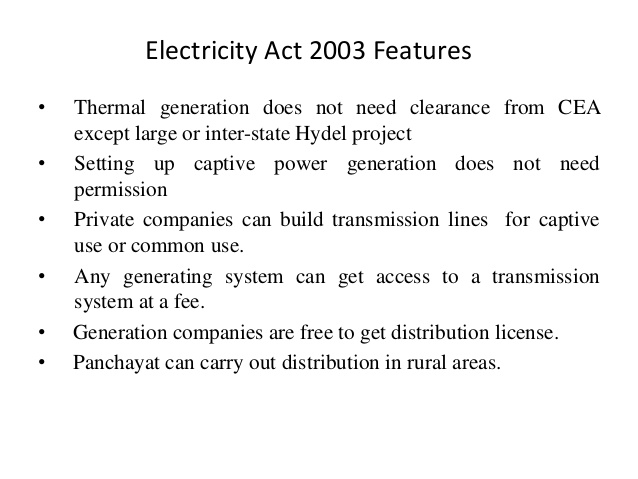 Electricity Act 2003 Features
• Thermal generation does not need clearance from CEA
except large or inter-state Hydel project
• Setting up captive power generation does not need
permission
• Private companies can build transmission lines for captive
use or common use.
• Any generating system can get access to a transmission
system at a fee.
• Generation companies are free to get distribution license.
• Panchayat can carry out distribution in rural areas.